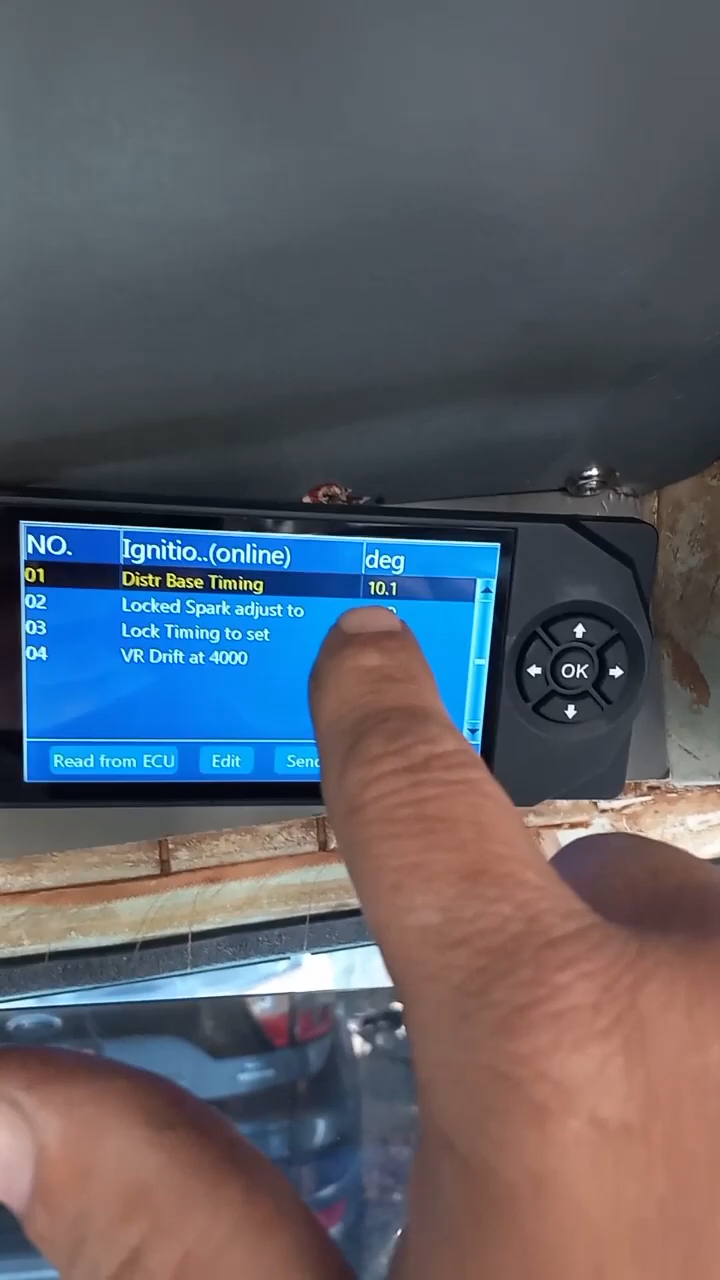 NO. Ignitio..(online) deg
01 Distr Base Timing 10.1
02 Locked Spark adjust to
03 Lock Timing to set
04 VR Drift at 4000
Read from ECU Edit
OK